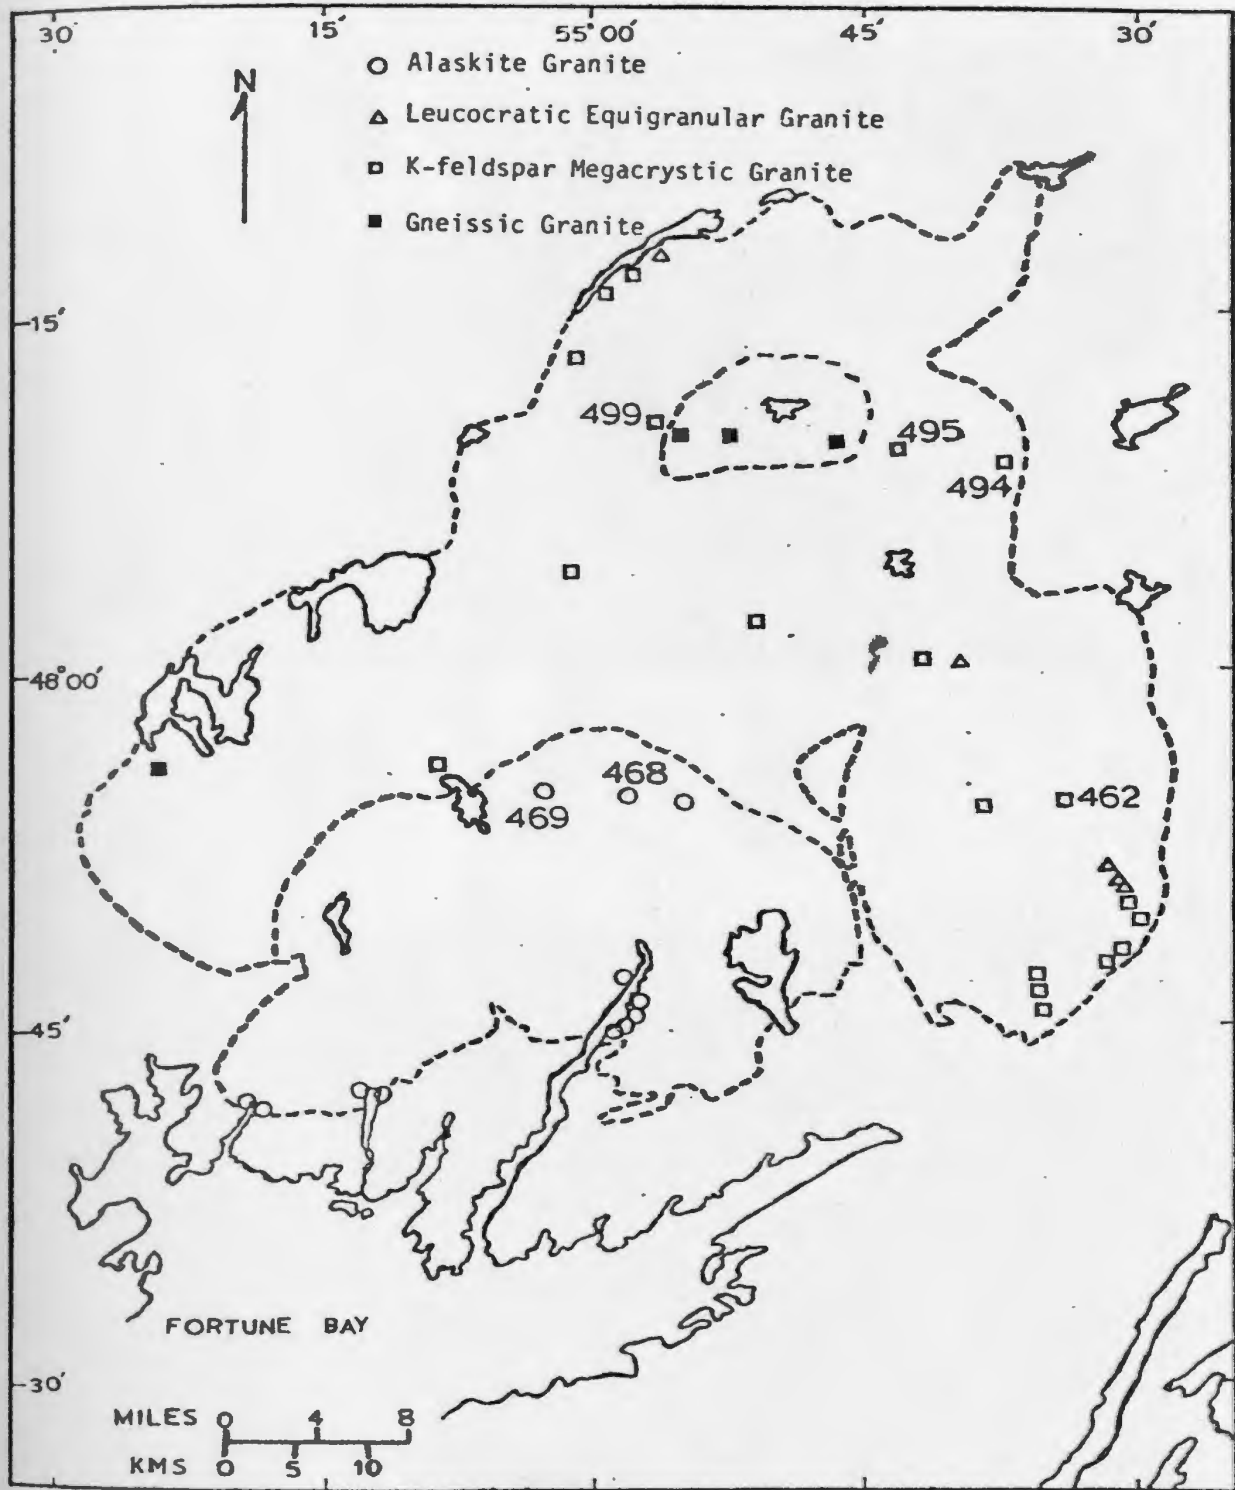 30′ 15′ 55°00′ 45′ 30′
N
Alaskite Granite
Leucocratic Equigranular Granite
K-feldspar Megacrystic Granite
Gneissic Granite
15′
499
495
494
48°00′
468
469
462
45′
FORTUNE BAY
30′
MILES 0 4 8
KMS 0 5 10